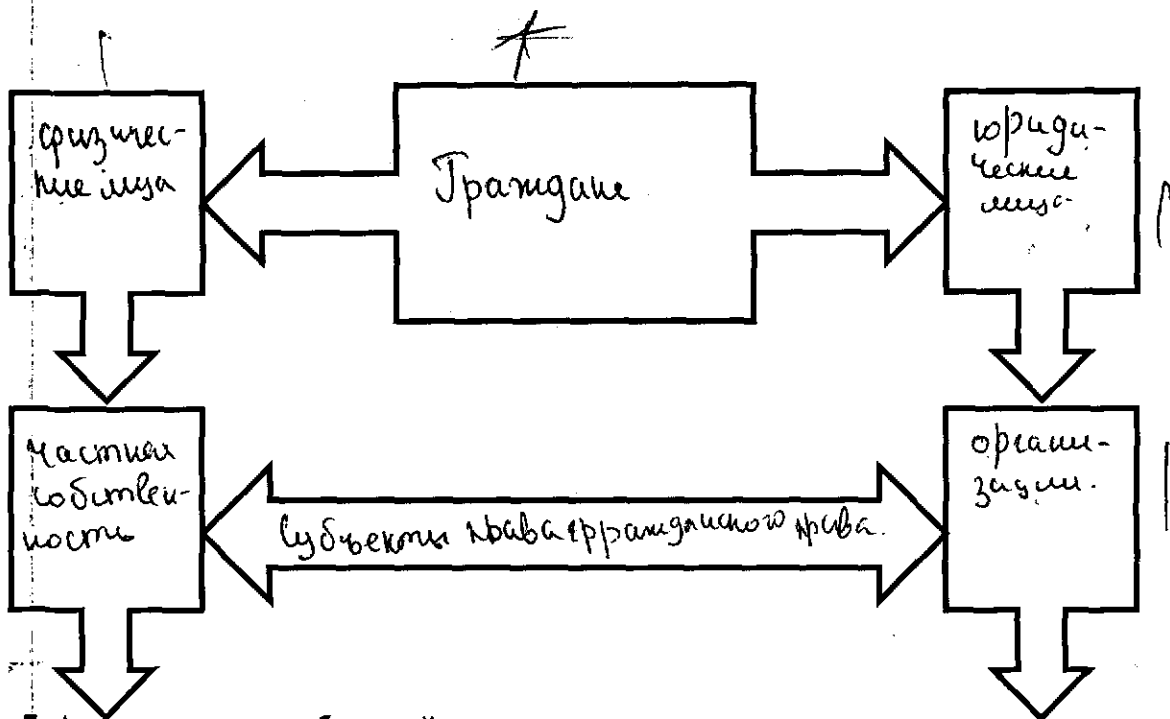 физичес-
кие лица
Граждане
юриди-
ческие
лица
частная
собствен-
ность
Субъекты права гражданского права.
органи-
зации.